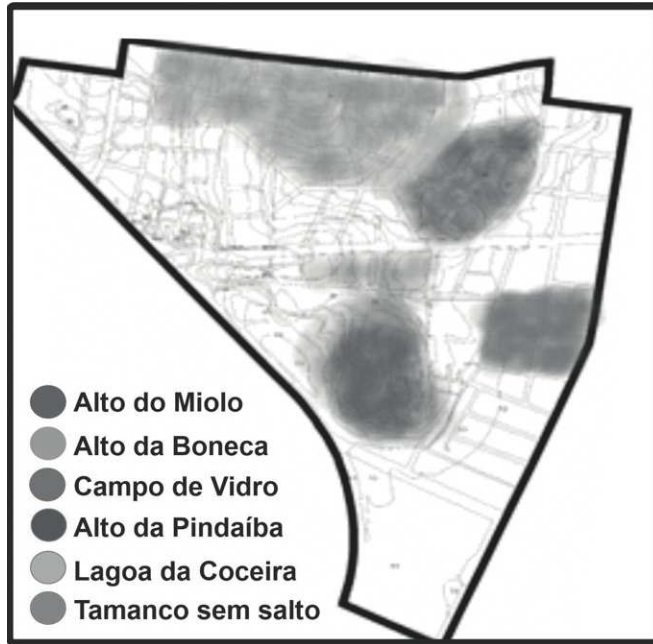 Alto do Miolo
Alto da Boneca
Campo de Vidro
Alto da Pindaíba
Lagoa da Coceira
Tamanco sem salto